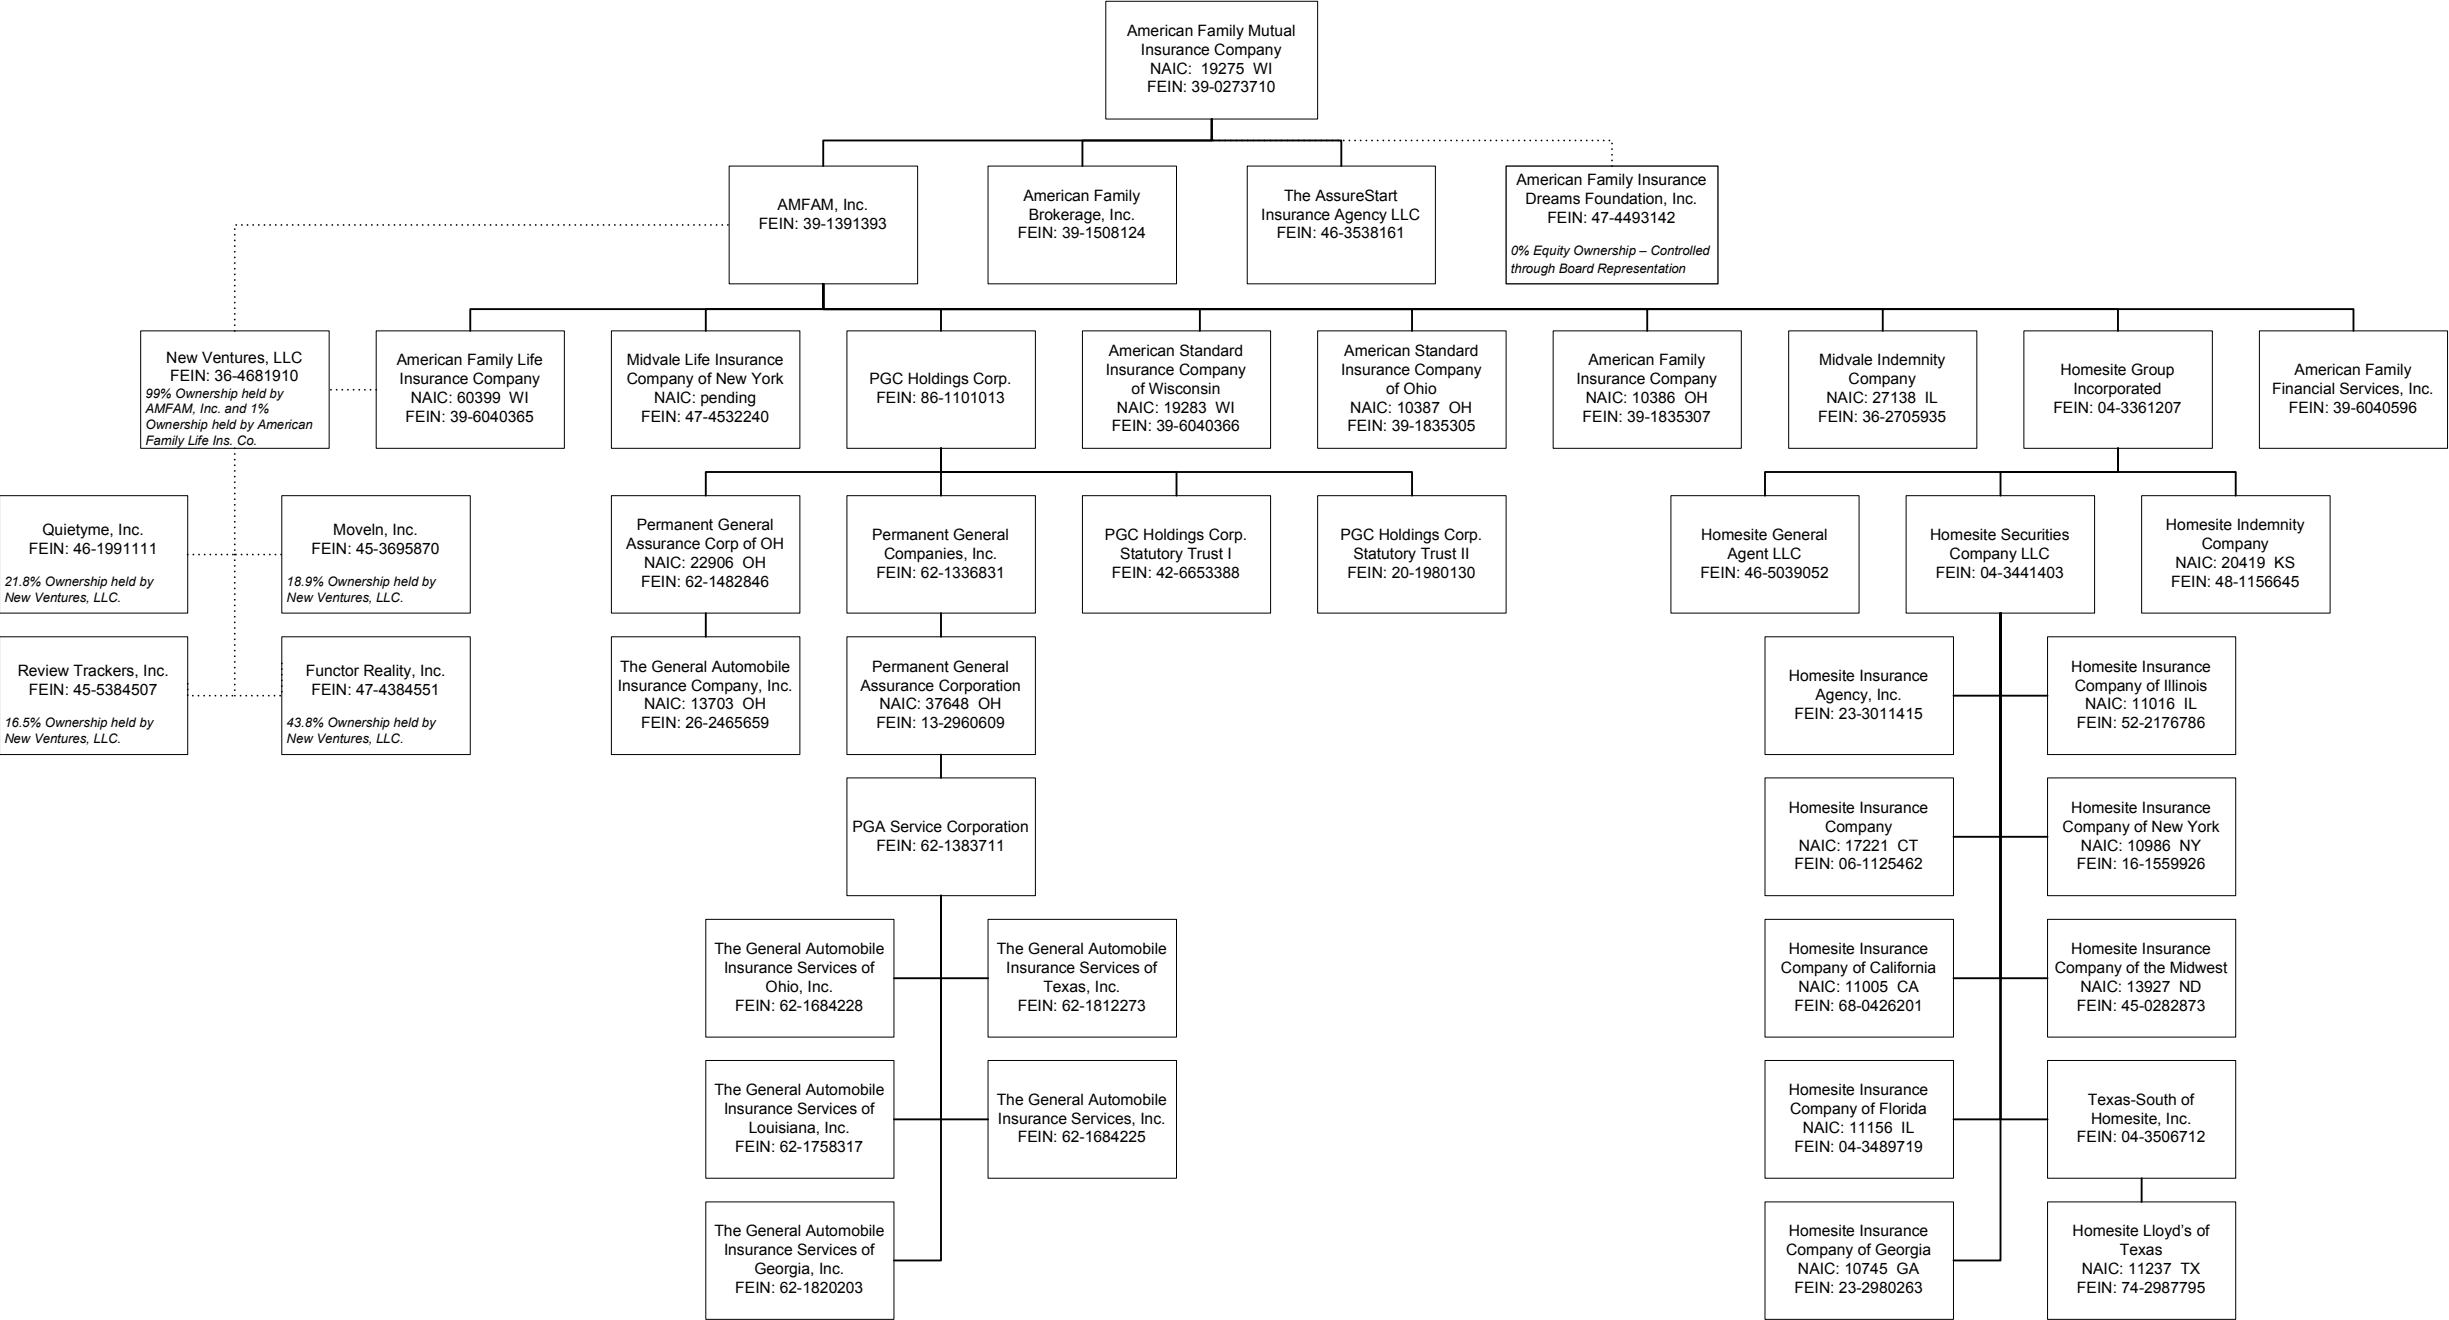 American Family Mutual
Insurance Company
NAIC: 19275 WI
FEIN: 39-0273710
AMFAM, Inc.
FEIN: 39-1391393
American Family
Brokerage, Inc.
FEIN: 39-1508124
The AssureStart
Insurance Agency LLC
FEIN: 46-3538161
American Family Insurance
Dreams Foundation, Inc.
FEIN: 47-4493142
0% Equity Ownership – Controlled
through Board Representation
New Ventures, LLC
FEIN: 36-4681910
99% Ownership held by
AMFAM, Inc. and 1%
Ownership held by American
Family Life Ins. Co.
American Family Life
Insurance Company
NAIC: 60399 WI
FEIN: 39-6040365
Midvale Life Insurance
Company of New York
NAIC: pending
FEIN: 47-4532240
PGC Holdings Corp.
FEIN: 86-1101013
American Standard
Insurance Company
of Wisconsin
NAIC: 19283 WI
FEIN: 39-6040366
American Standard
Insurance Company
of Ohio
NAIC: 10387 OH
FEIN: 39-1835305
American Family
Insurance Company
NAIC: 10386 OH
FEIN: 39-1835307
Midvale Indemnity
Company
NAIC: 27138 IL
FEIN: 36-2705935
Homesite Group
Incorporated
FEIN: 04-3361207
American Family
Financial Services, Inc.
FEIN: 39-6040596
Quietyme, Inc.
FEIN: 46-1991111
21.8% Ownership held by
New Ventures, LLC.
MoveIn, Inc.
FEIN: 45-3695870
18.9% Ownership held by
New Ventures, LLC.
Permanent General
Assurance Corp of OH
NAIC: 22906 OH
FEIN: 62-1482846
Permanent General
Companies, Inc.
FEIN: 62-1336831
PGC Holdings Corp.
Statutory Trust I
FEIN: 42-6653388
PGC Holdings Corp.
Statutory Trust II
FEIN: 20-1980130
Homesite General
Agent LLC
FEIN: 46-5039052
Homesite Securities
Company LLC
FEIN: 04-3441403
Homesite Indemnity
Company
NAIC: 20419 KS
FEIN: 48-1156645
Review Trackers, Inc.
FEIN: 45-5384507
16.5% Ownership held by
New Ventures, LLC.
Functor Reality, Inc.
FEIN: 47-4384551
43.8% Ownership held by
New Ventures, LLC.
The General Automobile
Insurance Company, Inc.
NAIC: 13703 OH
FEIN: 26-2465659
Permanent General
Assurance Corporation
NAIC: 37648 OH
FEIN: 13-2960609
Homesite Insurance
Agency, Inc.
FEIN: 23-3011415
Homesite Insurance
Company of Illinois
NAIC: 11016 IL
FEIN: 52-2176786
PGA Service Corporation
FEIN: 62-1383711
Homesite Insurance
Company
NAIC: 17221 CT
FEIN: 06-1125462
Homesite Insurance
Company of New York
NAIC: 10986 NY
FEIN: 16-1559926
The General Automobile
Insurance Services of
Ohio, Inc.
FEIN: 62-1684228
The General Automobile
Insurance Services of
Texas, Inc.
FEIN: 62-1812273
Homesite Insurance
Company of California
NAIC: 11005 CA
FEIN: 68-0426201
Homesite Insurance
Company of the Midwest
NAIC: 13927 ND
FEIN: 45-0282873
The General Automobile
Insurance Services of
Louisiana, Inc.
FEIN: 62-1758317
The General Automobile
Insurance Services, Inc.
FEIN: 62-1684225
Homesite Insurance
Company of Florida
NAIC: 11156 IL
FEIN: 04-3489719
Texas-South of
Homesite, Inc.
FEIN: 04-3506712
The General Automobile
Insurance Services of
Georgia, Inc.
FEIN: 62-1820203
Homesite Insurance
Company of Georgia
NAIC: 10745 GA
FEIN: 23-2980263
Homesite Lloyd's of
Texas
NAIC: 11237 TX
FEIN: 74-2987795